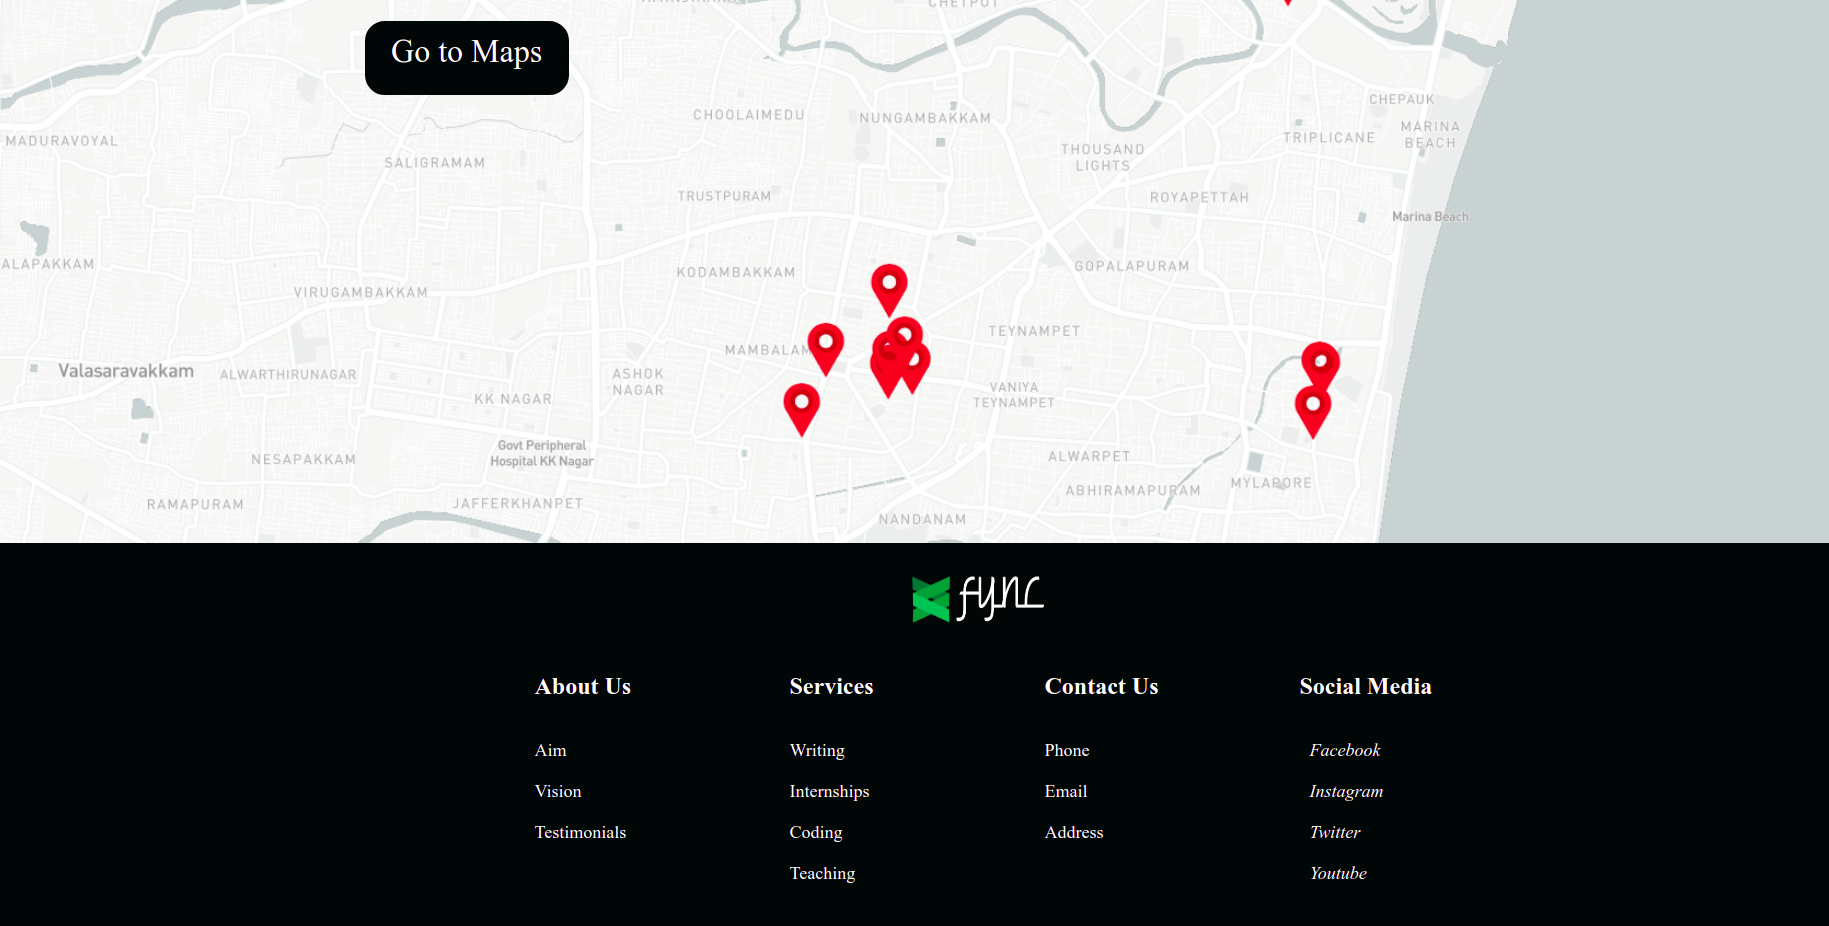 CHETPUT
Go to Maps
CHEPAUK
CHOOLAIMEDU
NUNGAMBAKKAM
MARINA
BEACH
TRIPLICANE
MADURAVOYAL
THOUSAND
LIGHTS
SALIGRAMAM
TRUSTPURAM
ROYAPETTAH
Marina Beach
ALAPAKKAM
GOPALAPURAM
KODAMBAKKAM
VIRUGAMBAKKAM
TEYNAMPET
MAMBALAM
Valasaravakkam
ALWARTHIRUNAGAR
ASHOK
NAGAR
VANIYA
TEYNAMPET
KK NAGAR
Govt Peripheral
Hospital KK Nagar
ALWARPET
NESAPAKKAM
MYLAPORE
ABHIRAMAPURAM
RAMAPURAM
JAFFERKHANPET
NANDANAM
fync
About Us
Services
Contact Us
Social Media
Aim
Writing
Phone
Facebook
Vision
Internships
Email
Instagram
Testimonials
Coding
Address
Twitter
Teaching
Youtube